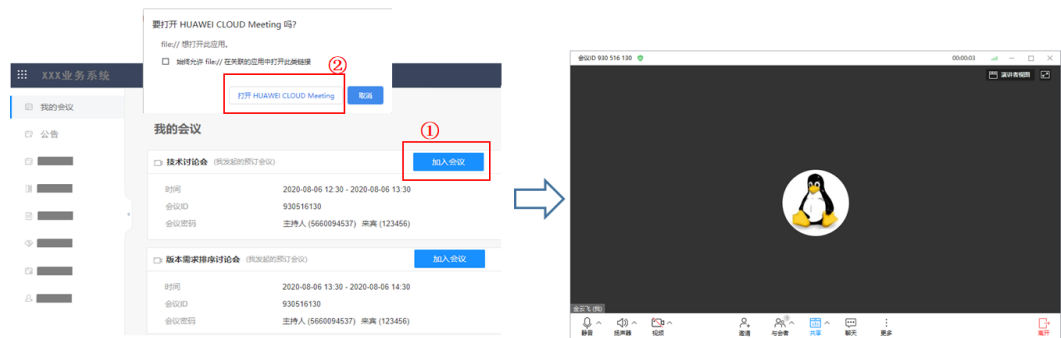 要打开 HUAWEI CLOUD Meeting 吗?
file:// 想打开此应用。
始终允许 file:// 在关联的应用中打开此类链接
②
打开 HUAWEI CLOUD Meeting
取消
XXX业务系统
我的会议
公告
我的会议
①
技术讨论会 (我发起的预订会议)
加入会议
时间 2020-08-06 12:30 - 2020-08-06 13:30
会议ID 930516130
会议密码 主持人 (5660094537) 来宾 (123456)
版本需求排序讨论会 (我发起的预订会议)
加入会议
时间 2020-08-06 13:30 - 2020-08-06 14:30
会议ID 930516130
会议密码 主持人 (5660094537) 来宾 (123456)
会议ID 930 516 130
00:00:03
演讲者视图
金云飞 (我)
静音 扬声器 视频 邀请 与会者 共享 聊天 更多 离开